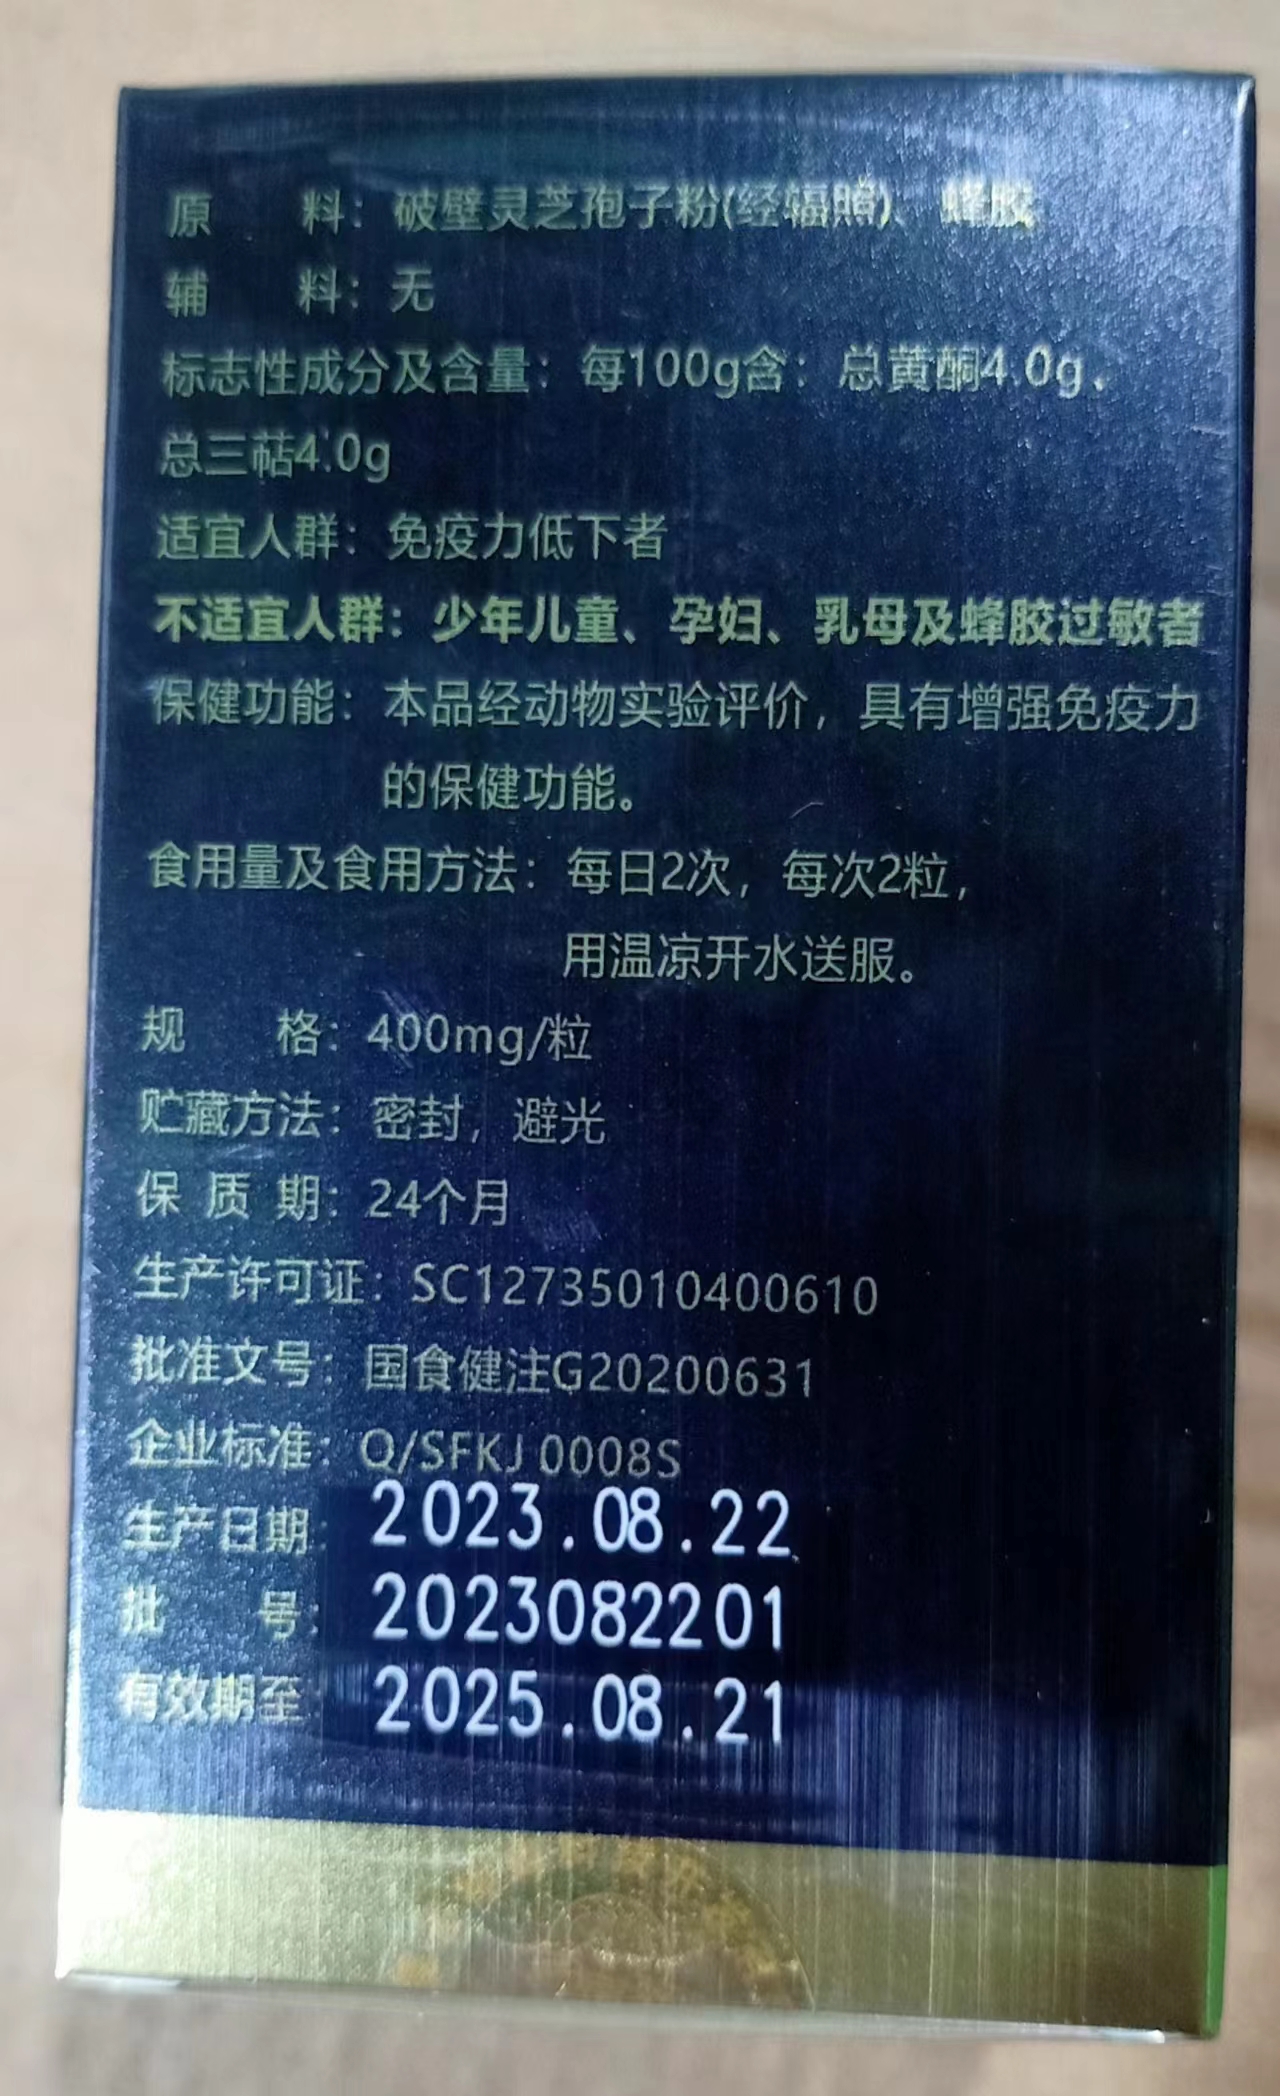 原料：破壁灵芝孢子粉(经辐照)、蜂胶
辅料：无
标志性成分及含量：每100g含：总黄酮4.0g、
总三萜4.0g
适宜人群：免疫力低下者
不适宜人群：少年儿童、孕妇、乳母及蜂胶过敏者
保健功能：本品经动物实验评价，具有增强免疫力
的保健功能。
食用量及食用方法：每日2次，每次2粒，
用温凉开水送服。
规格：400mg/粒
贮藏方法：密封，避光
保质期：24个月
生产许可证：SC12735010400610
批准文号：国食健注G20200631
企业标准：Q/SFKJ 0008S
生产日期：2023.08.22
批号：2023082201
有效期至：2025.08.21